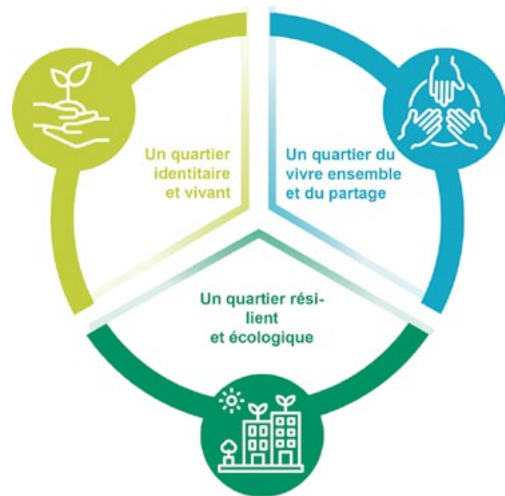 Un quartier
identitaire
et vivant
Un quartier du
vivre ensemble
et du partage
Un quartier rési-
lient
et écologique